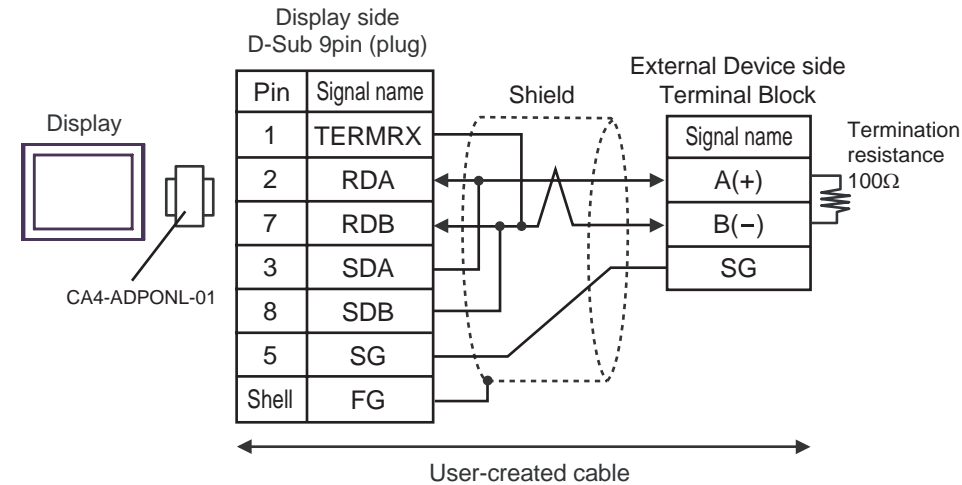 Display side
D-Sub 9pin (plug)
External Device side
Terminal Block
Display
CA4-ADPONL-01
Pin Signal name
1 TERMRX
2 RDA
7 RDB
3 SDA
8 SDB
5 SG
Shell FG
Shield
Signal name
A(+)
B(−)
SG
Termination
resistance
100Ω
User-created cable